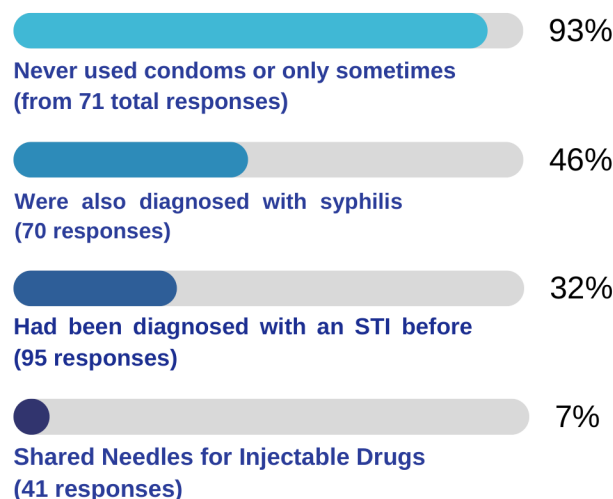 93%
Never used condoms or only sometimes
(from 71 total responses)
46%
Were also diagnosed with syphilis
(70 responses)
32%
Had been diagnosed with an STI before
(95 responses)
7%
Shared Needles for Injectable Drugs
(41 responses)